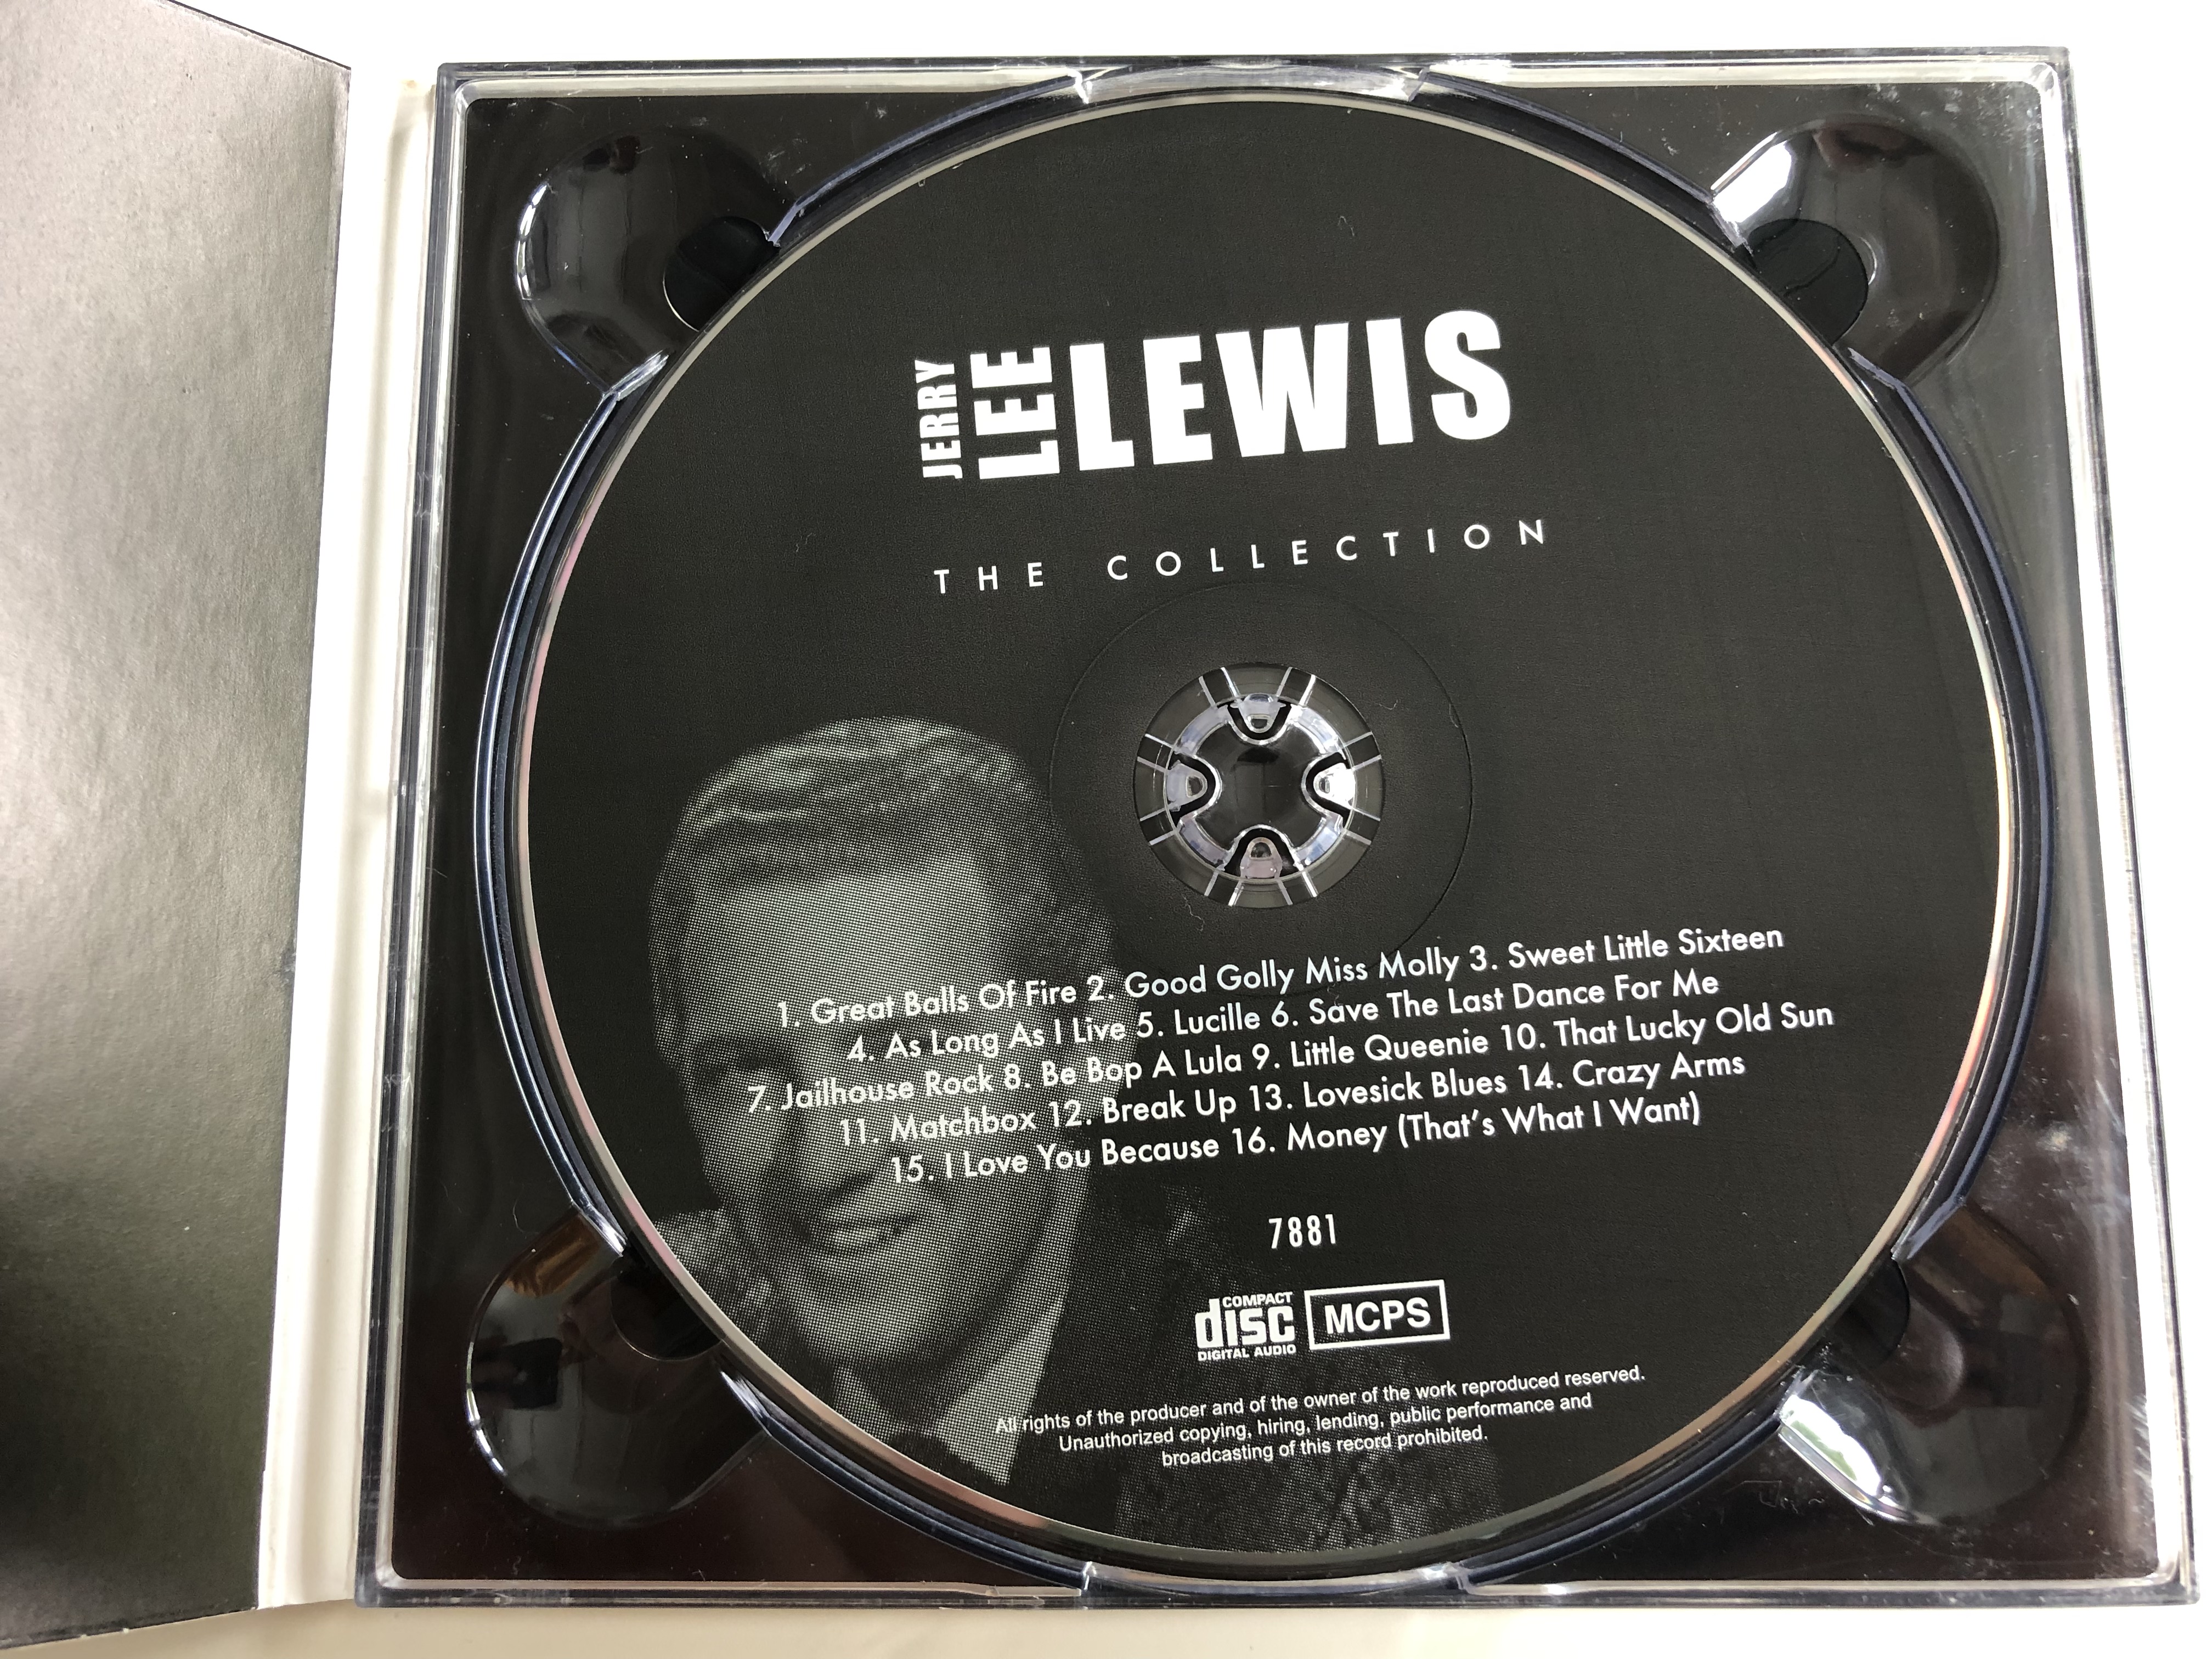 JERRY LEE LEWIS
THE COLLECTION
1. Great Balls Of Fire 2. Good Golly Miss Molly 3. Sweet Little Sixteen
4. As Long As I Live 5. Lucille 6. Save The Last Dance For Me
7. Jailhouse Rock 8. Be Bop A Lula 9. Little Queenie 10. That Lucky Old Sun
11. Matchbox 12. Break Up 13. Lovesick Blues 14. Crazy Arms
15. I Love You Because 16. Money (That's What I Want)
7881
COMPACT
disc
DIGITAL AUDIO
MCPS
All rights of the producer and of the owner of the work reproduced reserved.
Unauthorized copying, hiring, lending, public performance and
broadcasting of this record prohibited.